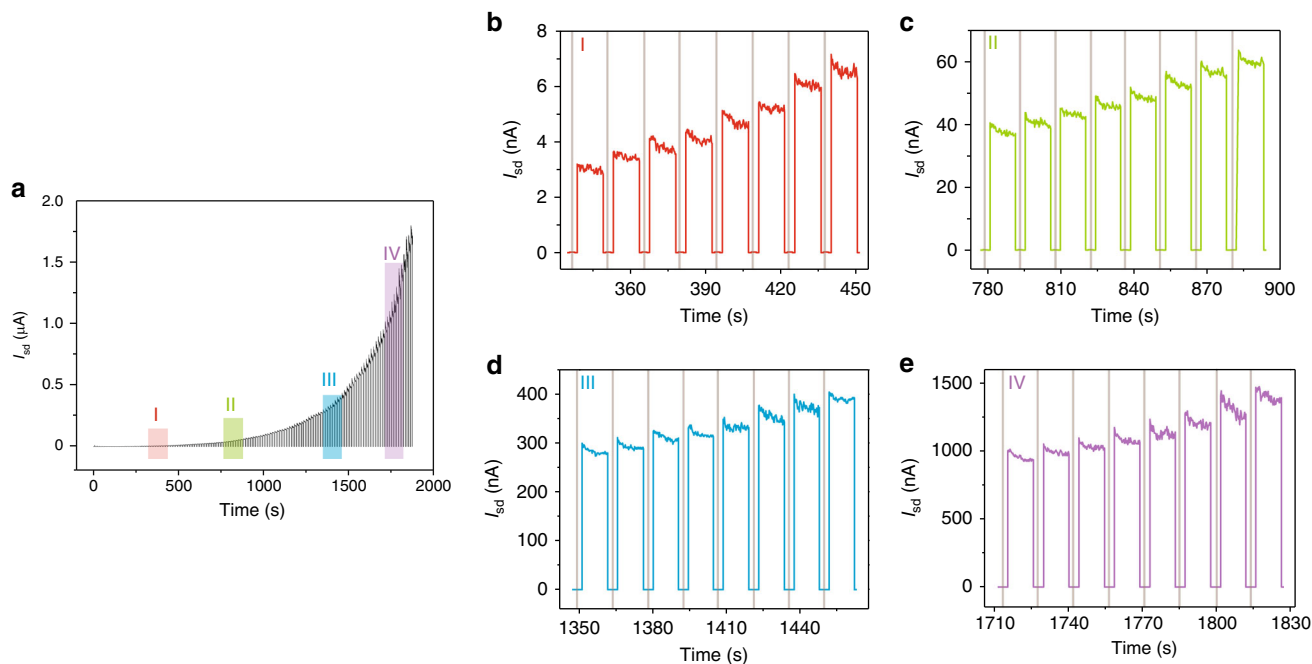 a
2.0
1.5
1.0
0.5
0
I_sd (μA)
I
II
III
IV
0 500 1000 1500 2000
Time (s)
b
8
6
4
2
0
I_sd (nA)
I
360 390 420 450
Time (s)
c
60
40
20
0
I_sd (nA)
II
780 810 840 870 900
Time (s)
d
400
300
200
100
0
I_sd (nA)
III
1350 1380 1410 1440
Time (s)
e
1500
1000
500
0
I_sd (nA)
IV
1710 1740 1770 1800 1830
Time (s)